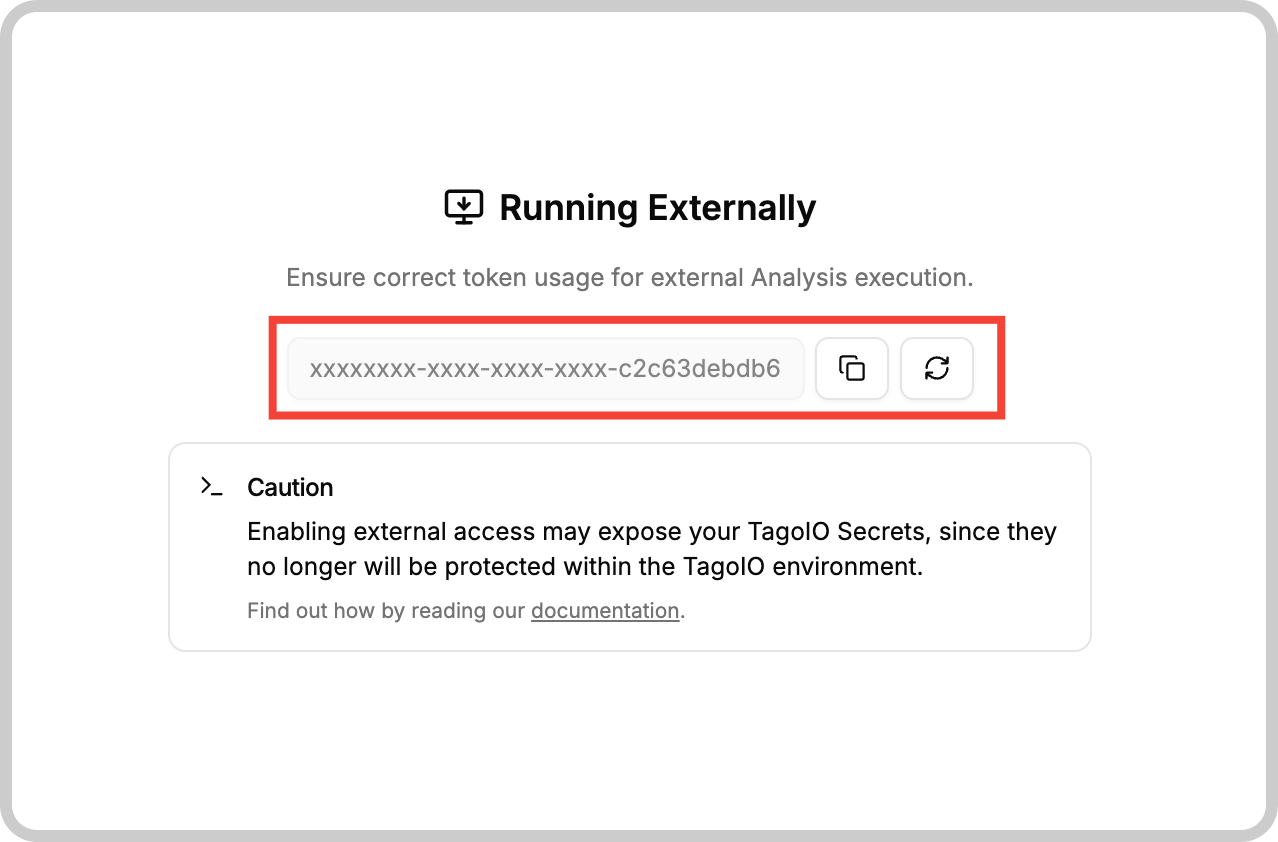 Running Externally
Ensure correct token usage for external Analysis execution.
xxxxxxxx-xxxx-xxxx-xxxx-c2c63debdb6
Caution
Enabling external access may expose your TagoIO Secrets, since they
no longer will be protected within the TagoIO environment.
Find out how by reading our documentation.